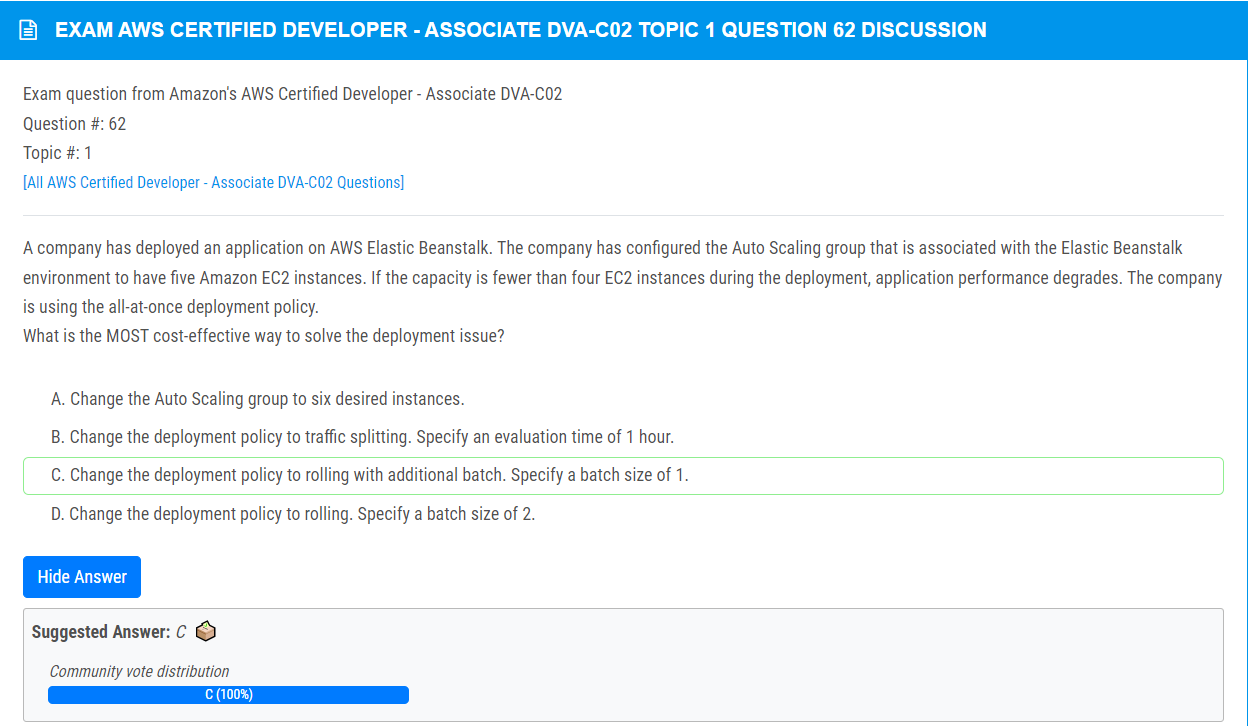 EXAM AWS CERTIFIED DEVELOPER - ASSOCIATE DVA-C02 TOPIC 1 QUESTION 62 DISCUSSION
Exam question from Amazon's AWS Certified Developer - Associate DVA-C02
Question #: 62
Topic #: 1
[All AWS Certified Developer - Associate DVA-C02 Questions]
A company has deployed an application on AWS Elastic Beanstalk. The company has configured the Auto Scaling group that is associated with the Elastic Beanstalk
environment to have five Amazon EC2 instances. If the capacity is fewer than four EC2 instances during the deployment, application performance degrades. The company
is using the all-at-once deployment policy.
What is the MOST cost-effective way to solve the deployment issue?
A. Change the Auto Scaling group to six desired instances.
B. Change the deployment policy to traffic splitting. Specify an evaluation time of 1 hour.
C. Change the deployment policy to rolling with additional batch. Specify a batch size of 1.
D. Change the deployment policy to rolling. Specify a batch size of 2.
Hide Answer
Suggested Answer: C
Community vote distribution
C (100%)